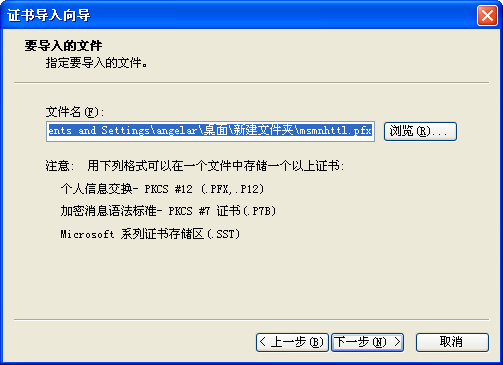 证书导入向导
要导入的文件
指定要导入的文件。
文件名(F):
ents and Settings\angelar\桌面\新建文件夹\msmnhttl.pfx 浏览(R)...
注意: 用下列格式可以在一个文件中存储一个以上证书:
个人信息交换- PKCS #12 (.PFX,.P12)
加密消息语法标准- PKCS #7 证书(.P7B)
Microsoft 系列证书存储区(.SST)
< 上一步(B) 下一步(N) > 取消